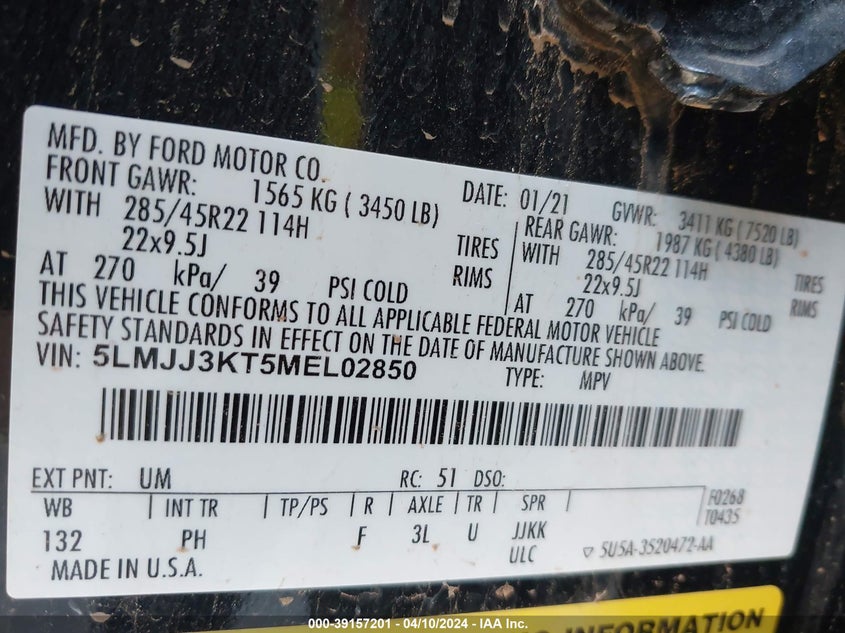 MFD. BY FORD MOTOR CO.
DATE: 01/21 GVWR: 3411 KG ( 7520 LB)
FRONT GAWR: 1565 KG ( 3450 LB) REAR GAWR: 1987 KG ( 4380 LB)
WITH 285/45R22 114H TIRES WITH 285/45R22 114H TIRES
22x9.5J RIMS 22x9.5J RIMS
AT 270 kPa/ 39 PSI COLD AT 270 kPa/ 39 PSI COLD
THIS VEHICLE CONFORMS TO ALL APPLICABLE FEDERAL MOTOR VEHICLE
SAFETY STANDARDS IN EFFECT ON THE DATE OF MANUFACTURE SHOWN ABOVE.
VIN: 5LMJJ3KT5MEL02850 TYPE: MPV
EXT PNT: UM RC: 51 DSO:
WB INT TR TP/PS R AXLE TR SPR F0268
T0435
132 PH F 3L U JJKK
ULC 5U5A-3520472-AA
MADE IN U.S.A.
INFORMATION
000-39157201 - 04/10/2024 - IAA Inc.